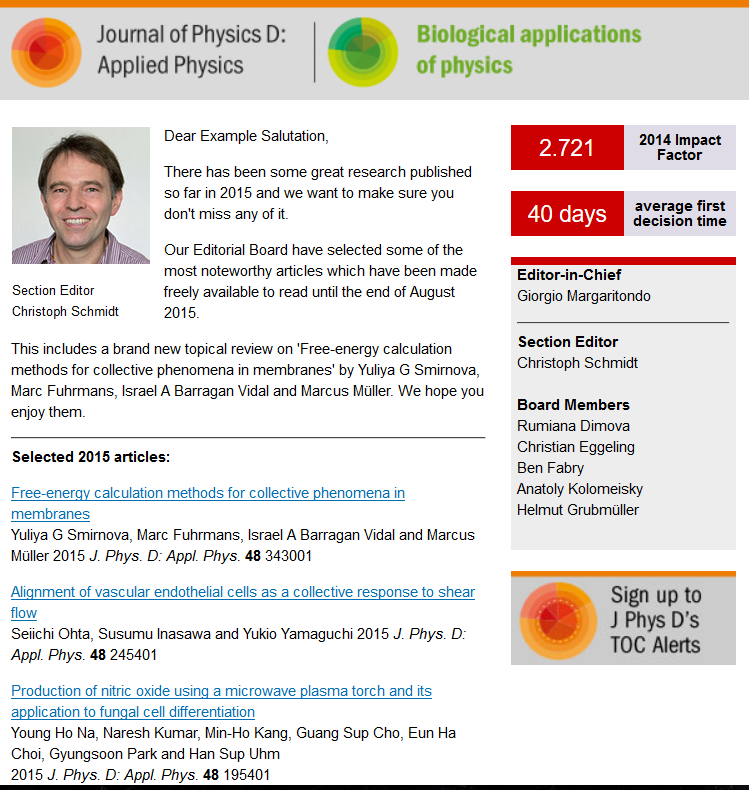 Journal of Physics D:
Applied Physics
Biological applications
of physics
Section Editor
Christoph Schmidt
Dear Example Salutation,
There has been some great research published
so far in 2015 and we want to make sure you
don't miss any of it.
Our Editorial Board have selected some of the
most noteworthy articles which have been made
freely available to read until the end of August
2015.
This includes a brand new topical review on 'Free-energy calculation
methods for collective phenomena in membranes' by Yuliya G Smirnova,
Marc Fuhrmans, Israel A Barragan Vidal and Marcus Müller. We hope you
enjoy them.
Selected 2015 articles:
Free-energy calculation methods for collective phenomena in
membranes
Yuliya G Smirnova, Marc Fuhrmans, Israel A Barragan Vidal and Marcus
Müller 2015 J. Phys. D: Appl. Phys. 48 343001
Alignment of vascular endothelial cells as a collective response to shear
flow
Seiichi Ohta, Susumu Inasawa and Yukio Yamaguchi 2015 J. Phys. D:
Appl. Phys. 48 245401
Production of nitric oxide using a microwave plasma torch and its
application to fungal cell differentiation
Young Ho Na, Naresh Kumar, Min-Ho Kang, Guang Sup Cho, Eun Ha
Choi, Gyungsoon Park and Han Sup Uhm
2015 J. Phys. D: Appl. Phys. 48 195401
2.721
2014 Impact
Factor
40 days
average first
decision time
Editor-in-Chief
Giorgio Margaritondo
Section Editor
Christoph Schmidt
Board Members
Rumiana Dimova
Christian Eggeling
Ben Fabry
Anatoly Kolomeisky
Helmut Grubmüller
Sign up to
J Phys D's
TOC Alerts